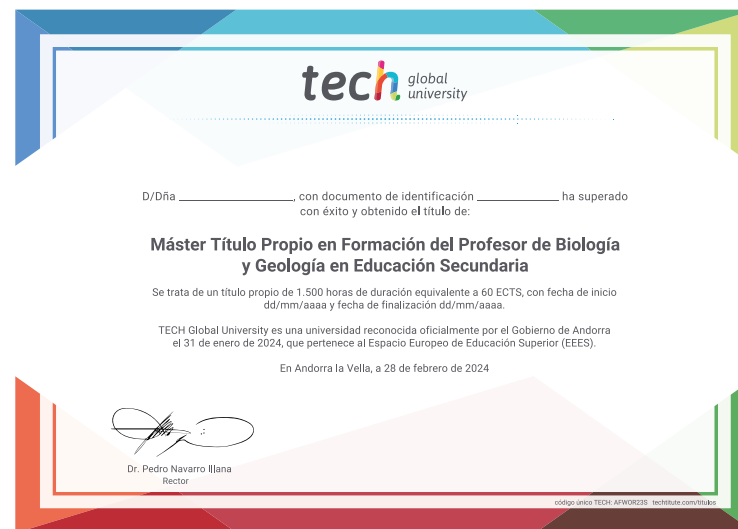 tech global
university
D/Dña ______________, con documento de identificación __________ ha superado
con éxito y obtenido el título de:
Máster Título Propio en Formación del Profesor de Biología
y Geología en Educación Secundaria
Se trata de un título propio de 1.500 horas de duración equivalente a 60 ECTS, con fecha de inicio
dd/mm/aaaa y fecha de finalización dd/mm/aaaa.
TECH Global University es una universidad reconocida oficialmente por el Gobierno de Andorra
el 31 de enero de 2024, que pertenece al Espacio Europeo de Educación Superior (EEES).
En Andorra la Vella, a 28 de febrero de 2024
Dr. Pedro Navarro Illana
Rector
código único TECH: AFWOR23S techtitute.com/titulos